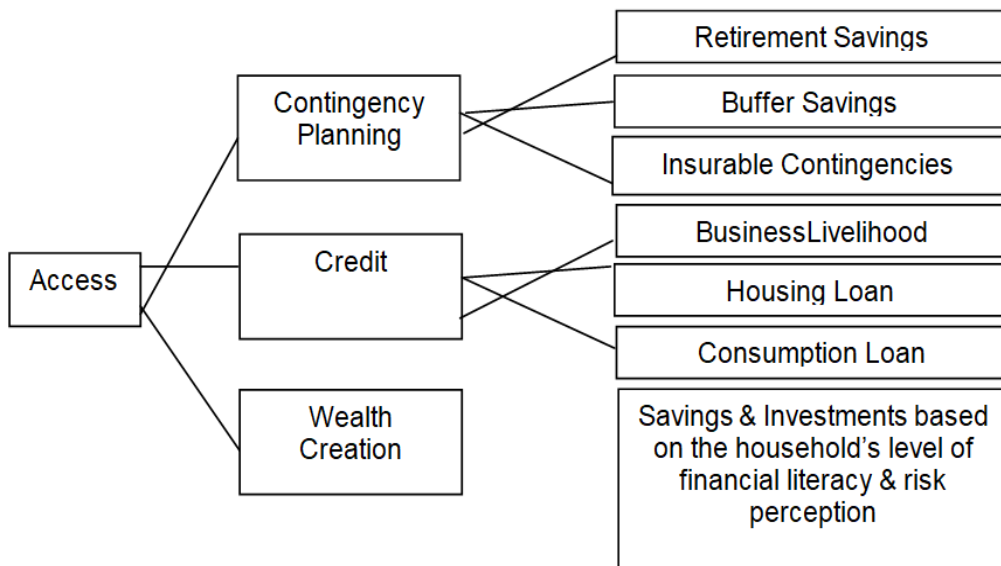 Retirement Savings
Contingency
Planning
Buffer Savings
Insurable Contingencies
BusinessLivelihood
Access
Credit
Housing Loan
Consumption Loan
Wealth
Creation
Savings & Investments based
on the household’s level of
financial literacy & risk
perception